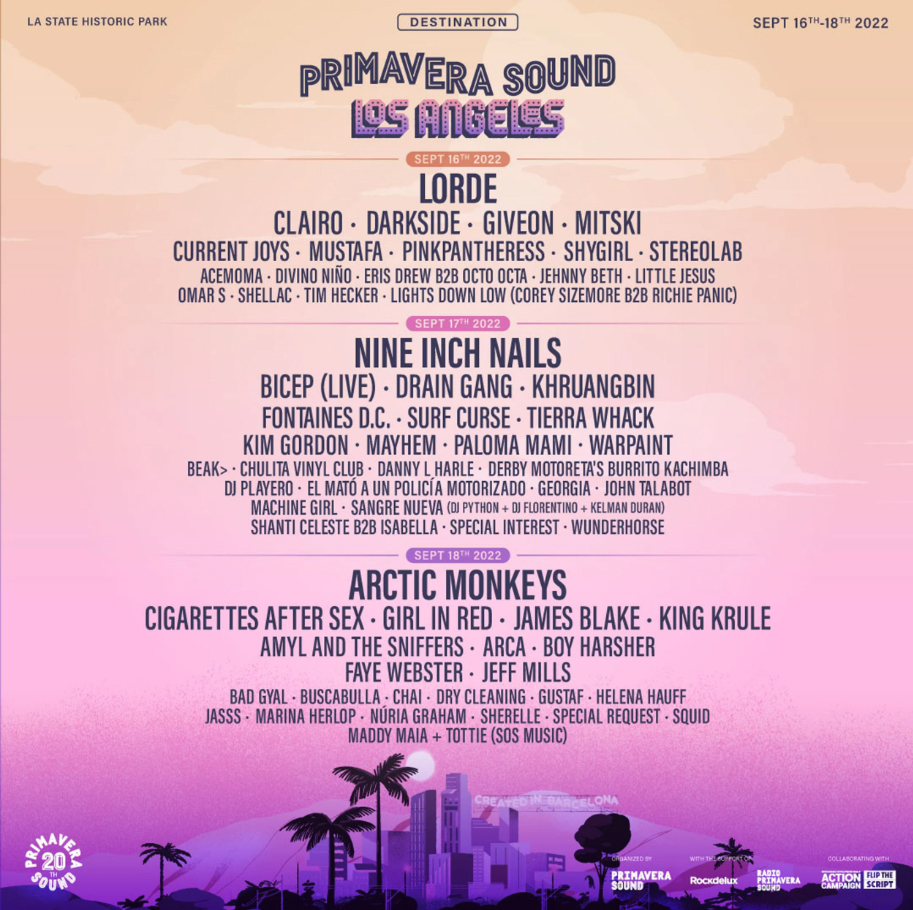 LA STATE HISTORIC PARK
DESTINATION
SEPT 16TH-18TH 2022
PRIMAVERA SOUND
LOS ANGELES
SEPT 16TH 2022
LORDE
CLAIRO · DARKSIDE · GIVEON · MITSKI
CURRENT JOYS · MUSTAFA · PINKPANTHERESS · SHYGIRL · STEREOLAB
ACEMOMA · DIVINO NIÑO · ERIS DREW B2B OCTO OCTA · JEHNNY BETH · LITTLE JESUS
OMAR S · SHELLAC · TIM HECKER · LIGHTS DOWN LOW (COREY SIZEMORE B2B RICHIE PANIC)
SEPT 17TH 2022
NINE INCH NAILS
BICEP (LIVE) · DRAIN GANG · KHRUANGBIN
FONTAINES D.C. · SURF CURSE · TIERRA WHACK
KIM GORDON · MAYHEM · PALOMA MAMI · WARPAINT
BEAK> · CHULITA VINYL CLUB · DANNY L HARLE · DERBY MOTORETA'S BURRITO KACHIMBA
DJ PLAYERO · EL MATÓ A UN POLICÍA MOTORIZADO · GEORGIA · JOHN TALABOT
MACHINE GIRL · SANGRE NUEVA (DJ PYTHON + DJ FLORENTINO + KELMAN DURAN)
SHANTI CELESTE B2B ISABELLA · SPECIAL INTEREST · WUNDERHORSE
SEPT 18TH 2022
ARCTIC MONKEYS
CIGARETTES AFTER SEX · GIRL IN RED · JAMES BLAKE · KING KRULE
AMYL AND THE SNIFFERS · ARCA · BOY HARSHER
FAYE WEBSTER · JEFF MILLS
BAD GYAL · BUSCABULLA · CHAI · DRY CLEANING · GUSTAF · HELENA HAUFF
JASSS · MARINA HERLOP · NÚRIA GRAHAM · SHERELLE · SPECIAL REQUEST · SQUID
MADDY MAIA + TOTTIE (SOS MUSIC)
CREATED IN BARCELONA
PRIMAVERA
20TH
SOUND
ORGANIZED BY
PRIMAVERA
SOUND
WITH THE SUPPORT OF
Rockdelux
RADIO
PRIMAVERA
SOUND
COLLABORATING WITH
ACTION
CAMPAIGN
FLIP THE
SCRIPT